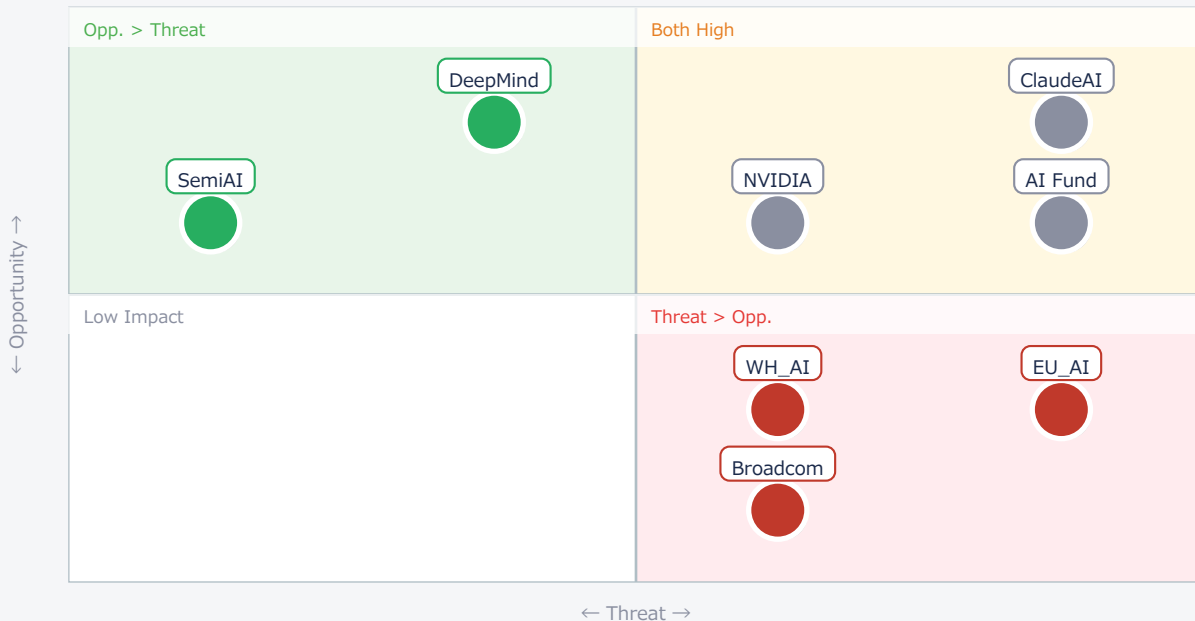 Opp. > Threat
Both High
DeepMind
ClaudeAI
SemiAI
NVIDIA
AI Fund
← Opportunity →
Low Impact
Threat > Opp.
WH_AI
EU_AI
Broadcom
← Threat →